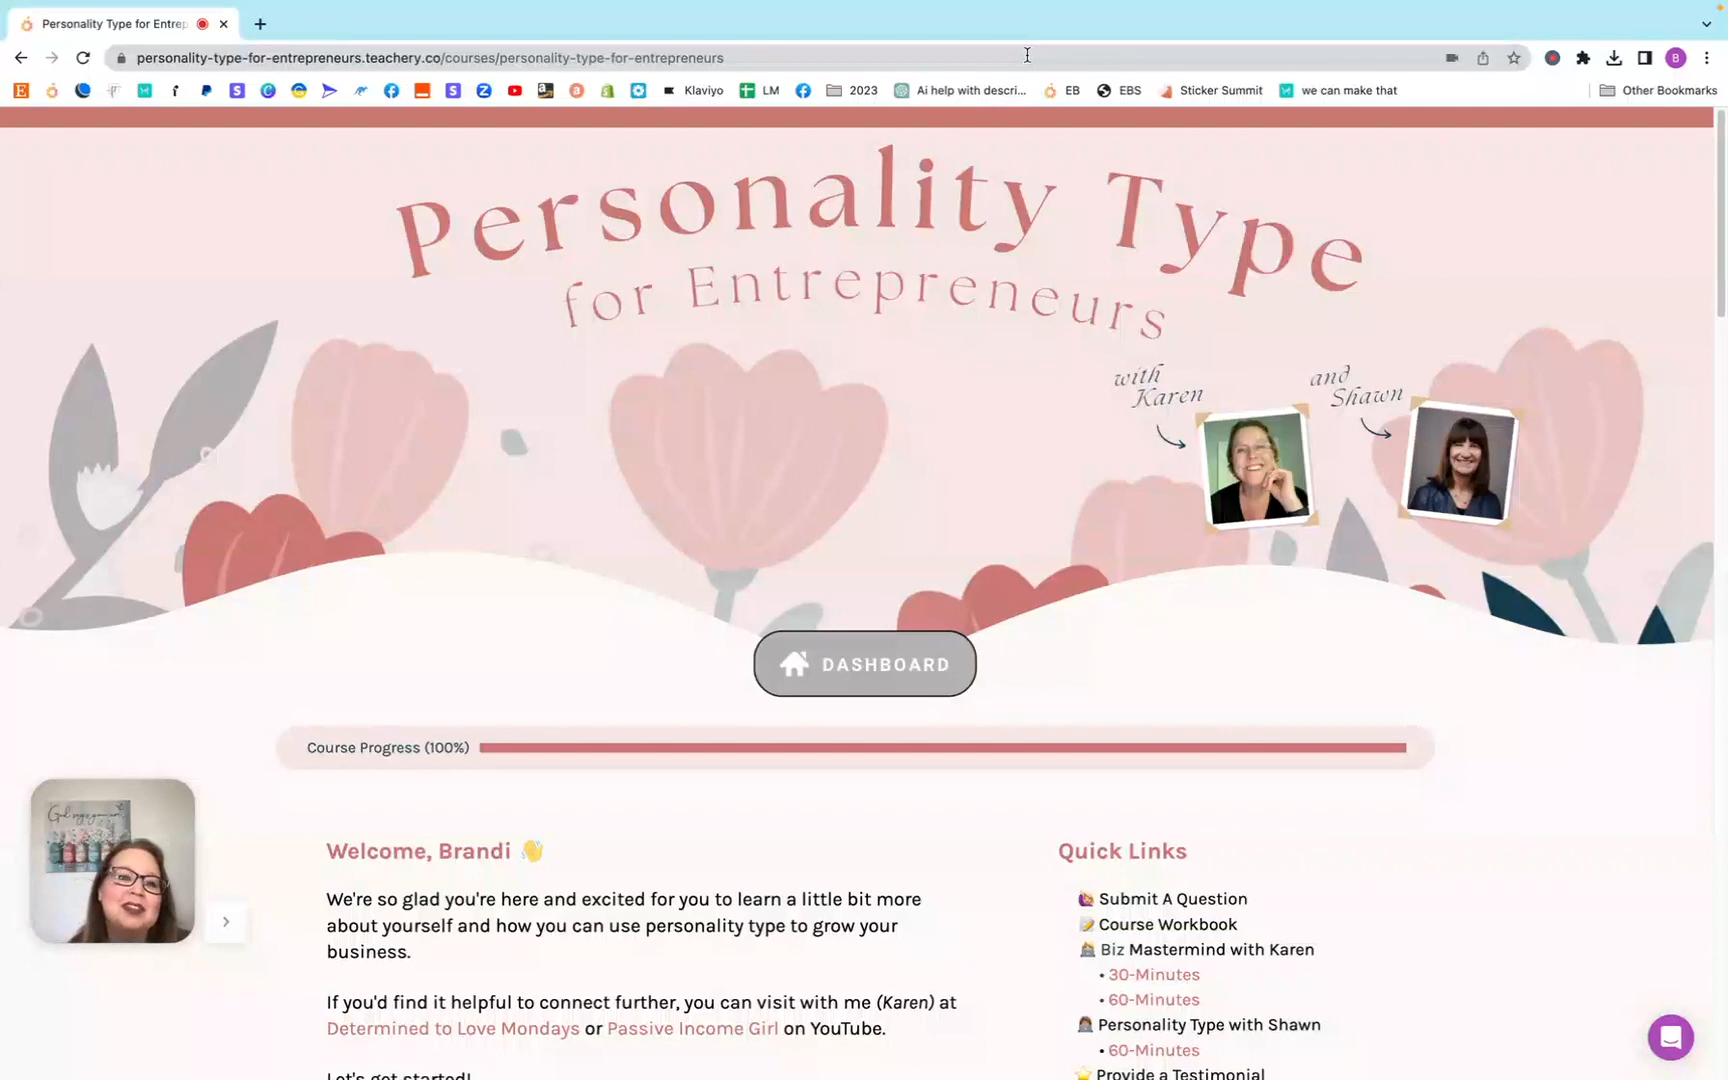 Personality Type for Entrep
personality-type-for-entrepreneurs.teachery.co/courses/personality-type-for-entrepreneurs
B
Klaviyo
LM
2023
Ai help with descri...
EB
EBS
Sticker Summit
we can make that
Other Bookmarks
Personality Type
for Entrepreneurs
with
Karen
and
Shawn
DASHBOARD
Course Progress (100%)
Welcome, Brandi 👋
We're so glad you're here and excited for you to learn a little bit more
about yourself and how you can use personality type to grow your
business.
If you'd find it helpful to connect further, you can visit with me (Karen) at
Determined to Love Mondays or Passive Income Girl on YouTube.
Let's get started!
Quick Links
Submit A Question
Course Workbook
Biz Mastermind with Karen
• 30-Minutes
• 60-Minutes
Personality Type with Shawn
• 60-Minutes
Provide a Testimonial